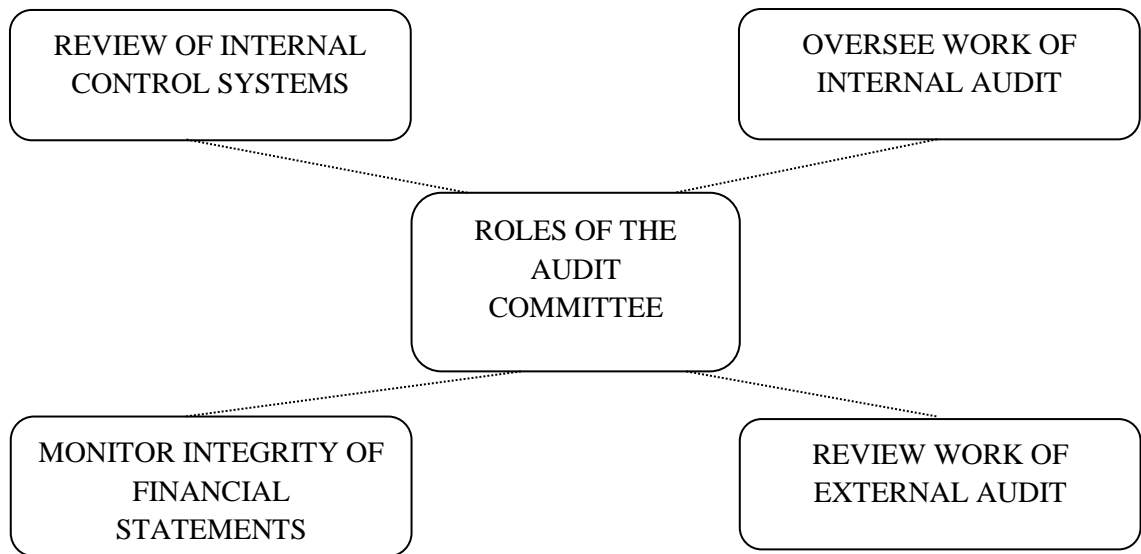 REVIEW OF INTERNAL
CONTROL SYSTEMS
OVERSEE WORK OF
INTERNAL AUDIT
ROLES OF THE
AUDIT
COMMITTEE
MONITOR INTEGRITY OF
FINANCIAL
STATEMENTS
REVIEW WORK OF
EXTERNAL AUDIT